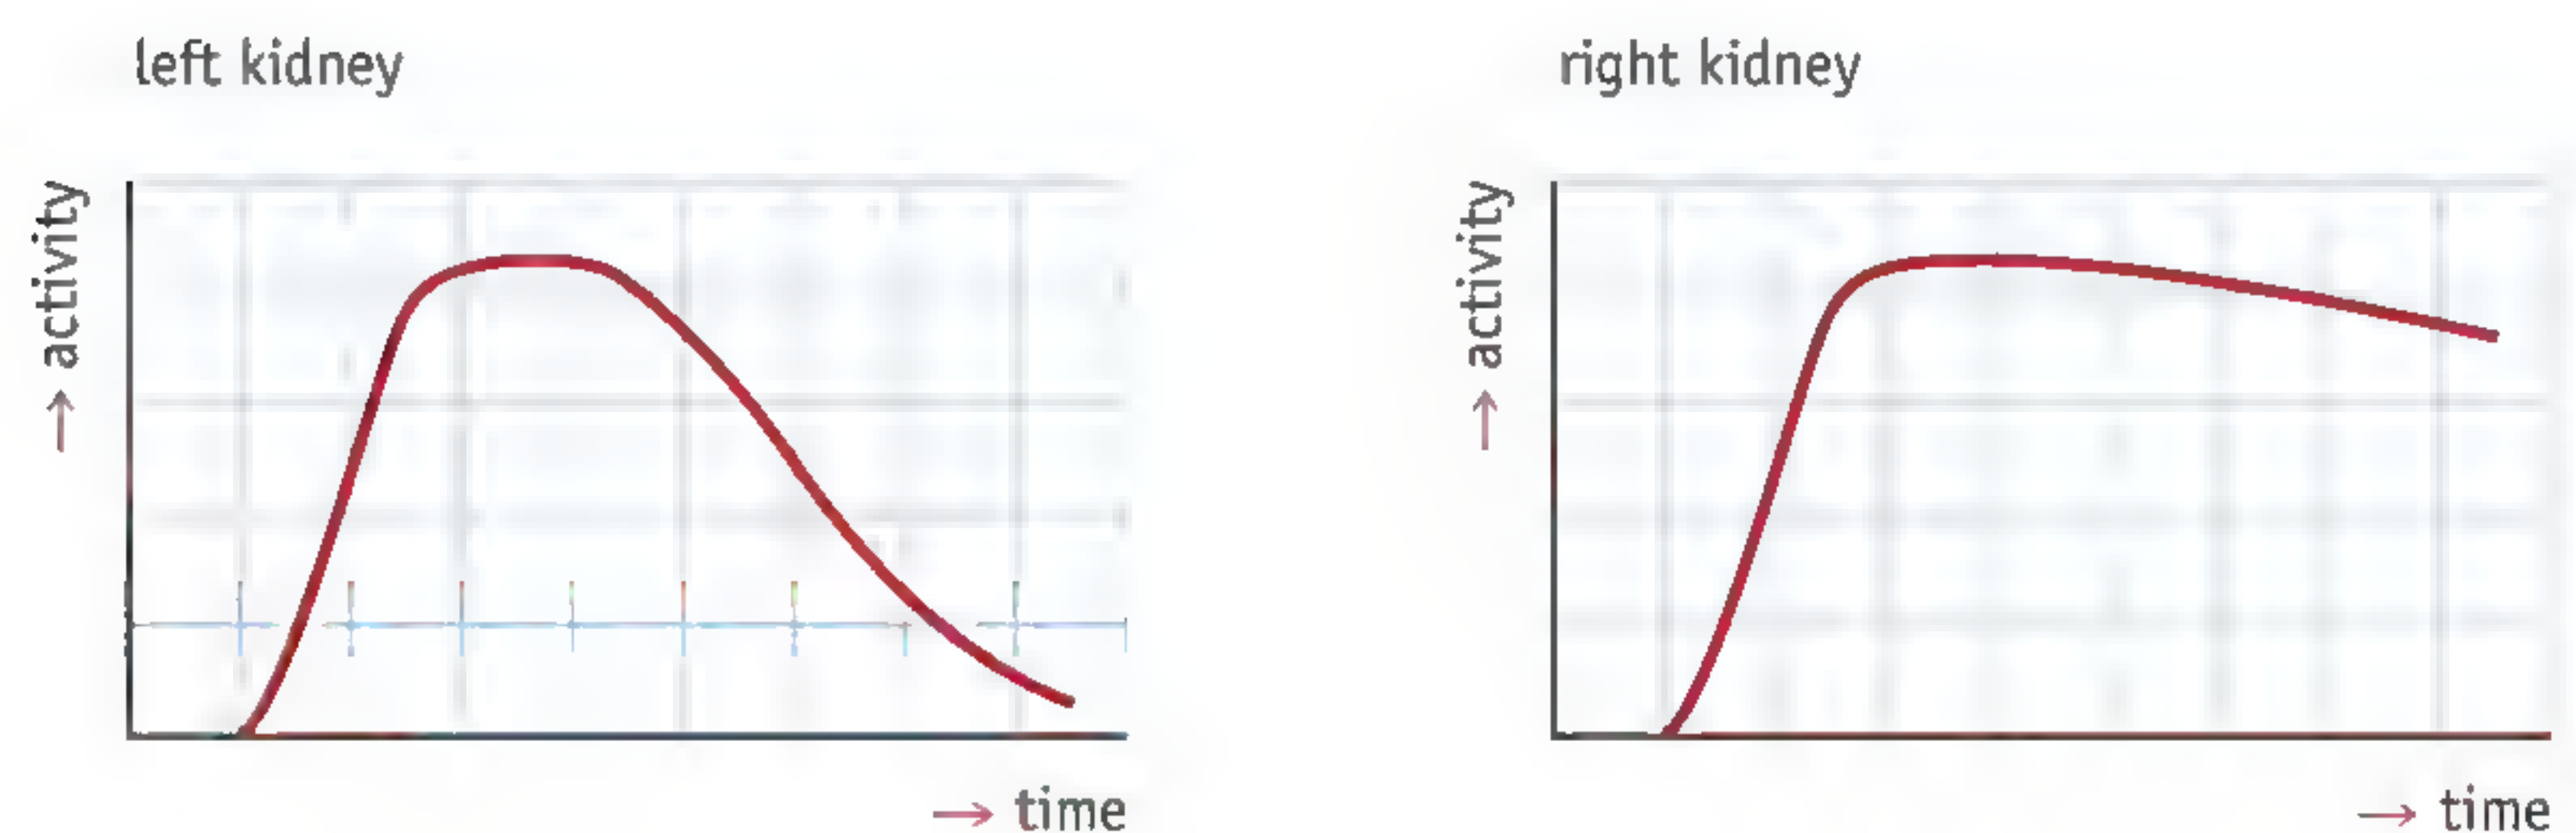 left kidney
→ activity
→ time
right kidney
→ activity
→ time